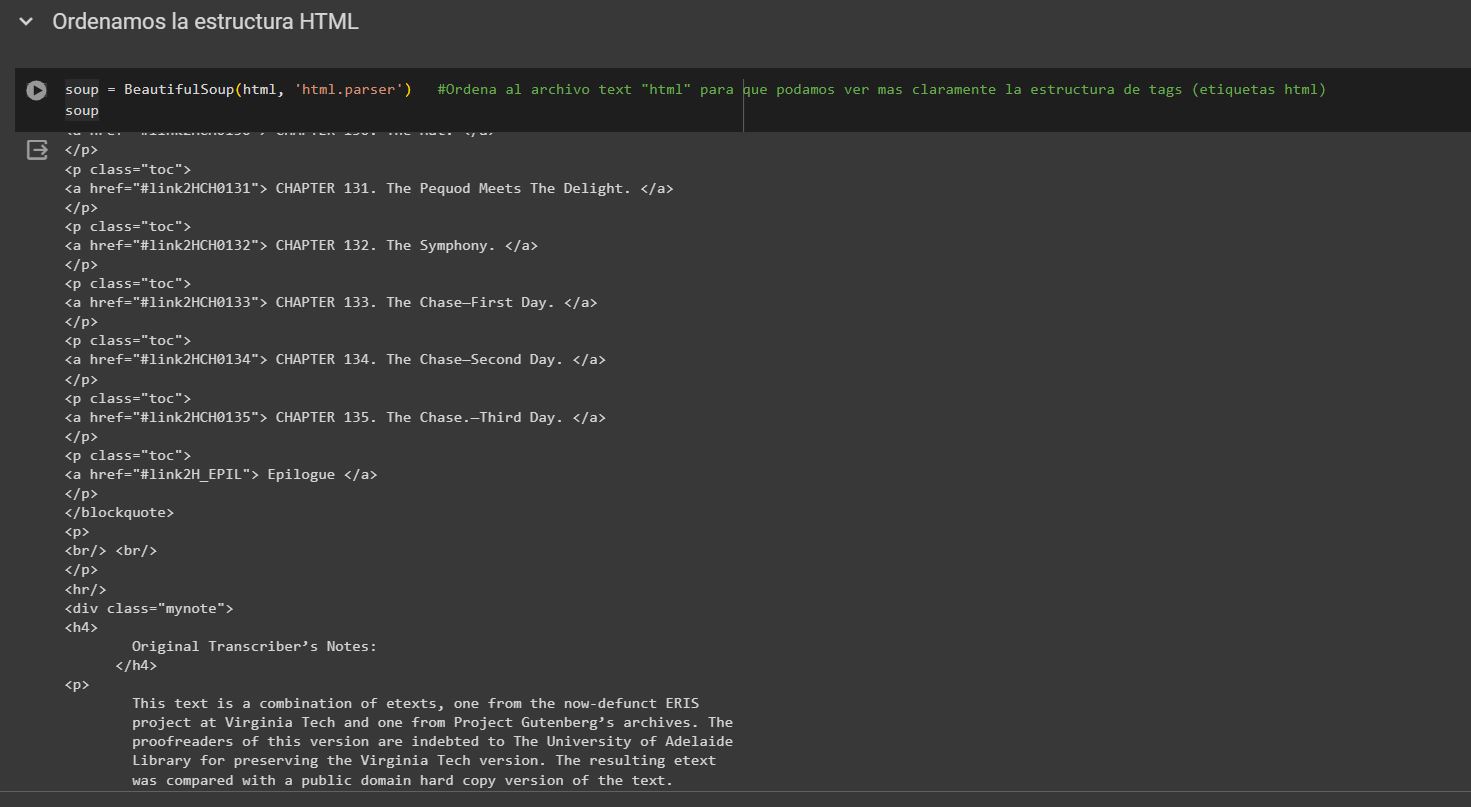 Ordenamos la estructura HTML
soup = BeautifulSoup(html, 'html.parser')   #Ordena al archivo text "html" para que podamos ver mas claramente la estructura de tags (etiquetas html)
soup
</p>
<p class="toc">
<a href="#link2HCH0131"> CHAPTER 131. The Pequod Meets The Delight. </a>
</p>
<p class="toc">
<a href="#link2HCH0132"> CHAPTER 132. The Symphony. </a>
</p>
<p class="toc">
<a href="#link2HCH0133"> CHAPTER 133. The Chase—First Day. </a>
</p>
<p class="toc">
<a href="#link2HCH0134"> CHAPTER 134. The Chase—Second Day. </a>
</p>
<p class="toc">
<a href="#link2HCH0135"> CHAPTER 135. The Chase.—Third Day. </a>
</p>
<p class="toc">
<a href="#link2H_EPIL"> Epilogue </a>
</p>
</blockquote>
<p>
<br/> <br/>
</p>
<hr/>
<div class="mynote">
<h4>
        Original Transcriber’s Notes:
      </h4>
<p>
        This text is a combination of etexts, one from the now-defunct ERIS
        project at Virginia Tech and one from Project Gutenberg’s archives. The
        proofreaders of this version are indebted to The University of Adelaide
        Library for preserving the Virginia Tech version. The resulting etext
        was compared with a public domain hard copy version of the text.